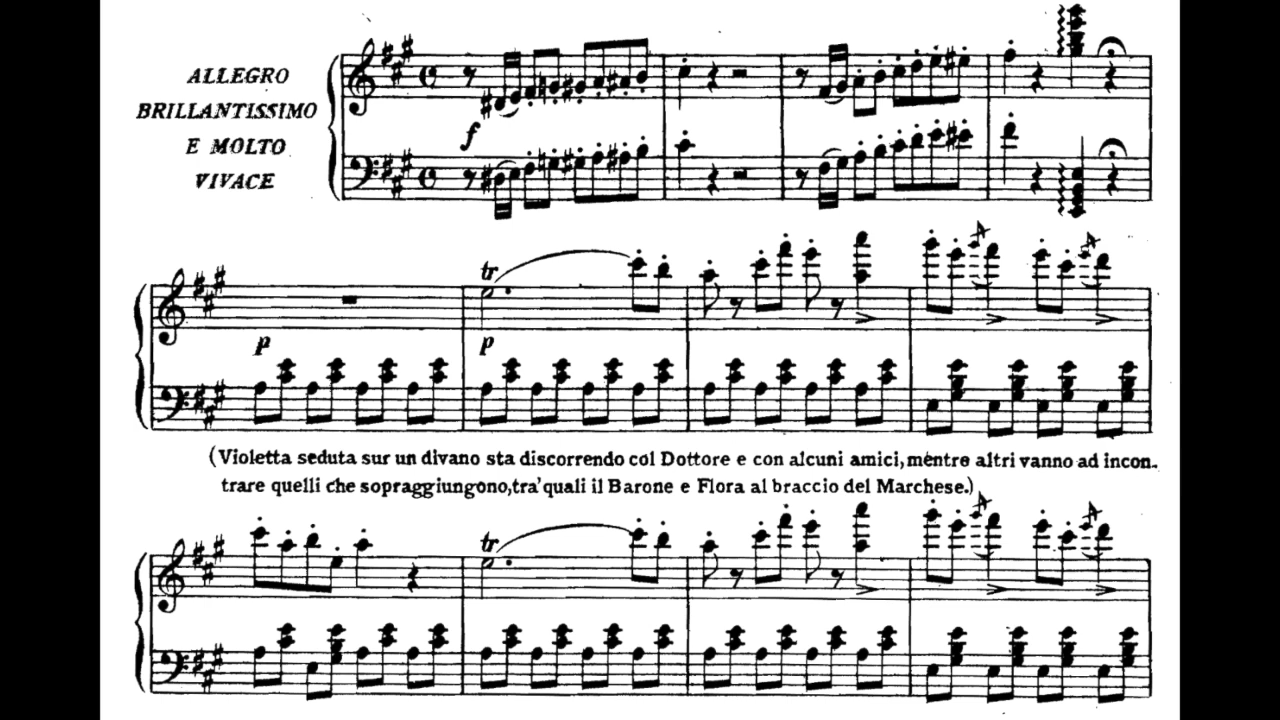 ALLEGRO
BRILLANTISSIMO
E MOLTO
VIVACE
f
p
tr
p
(Violetta seduta sur un divano sta discorrendo col Dottore e con alcuni amici, mentre altri vanno ad incon-
trare quelli che sopraggiungono, tra' quali il Barone e Flora al braccio del Marchese.)
tr